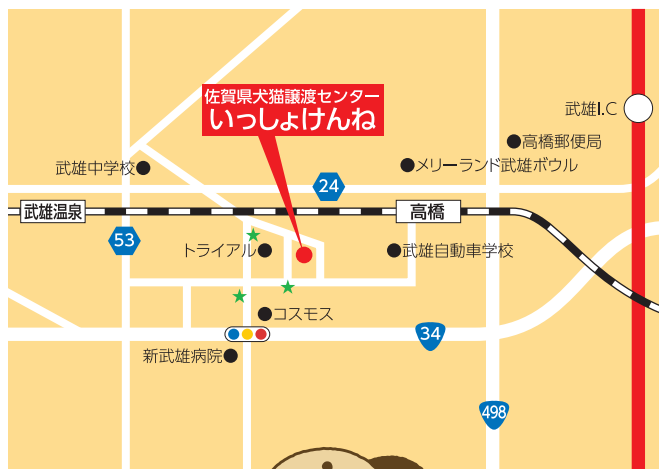 佐賀県犬猫譲渡センター
いっしょけんね
武雄I.C
高橋郵便局
武雄中学校
メリーランド武雄ボウル
24
武雄温泉
高橋
53
トライアル
武雄自動車学校
コスモス
34
新武雄病院
498